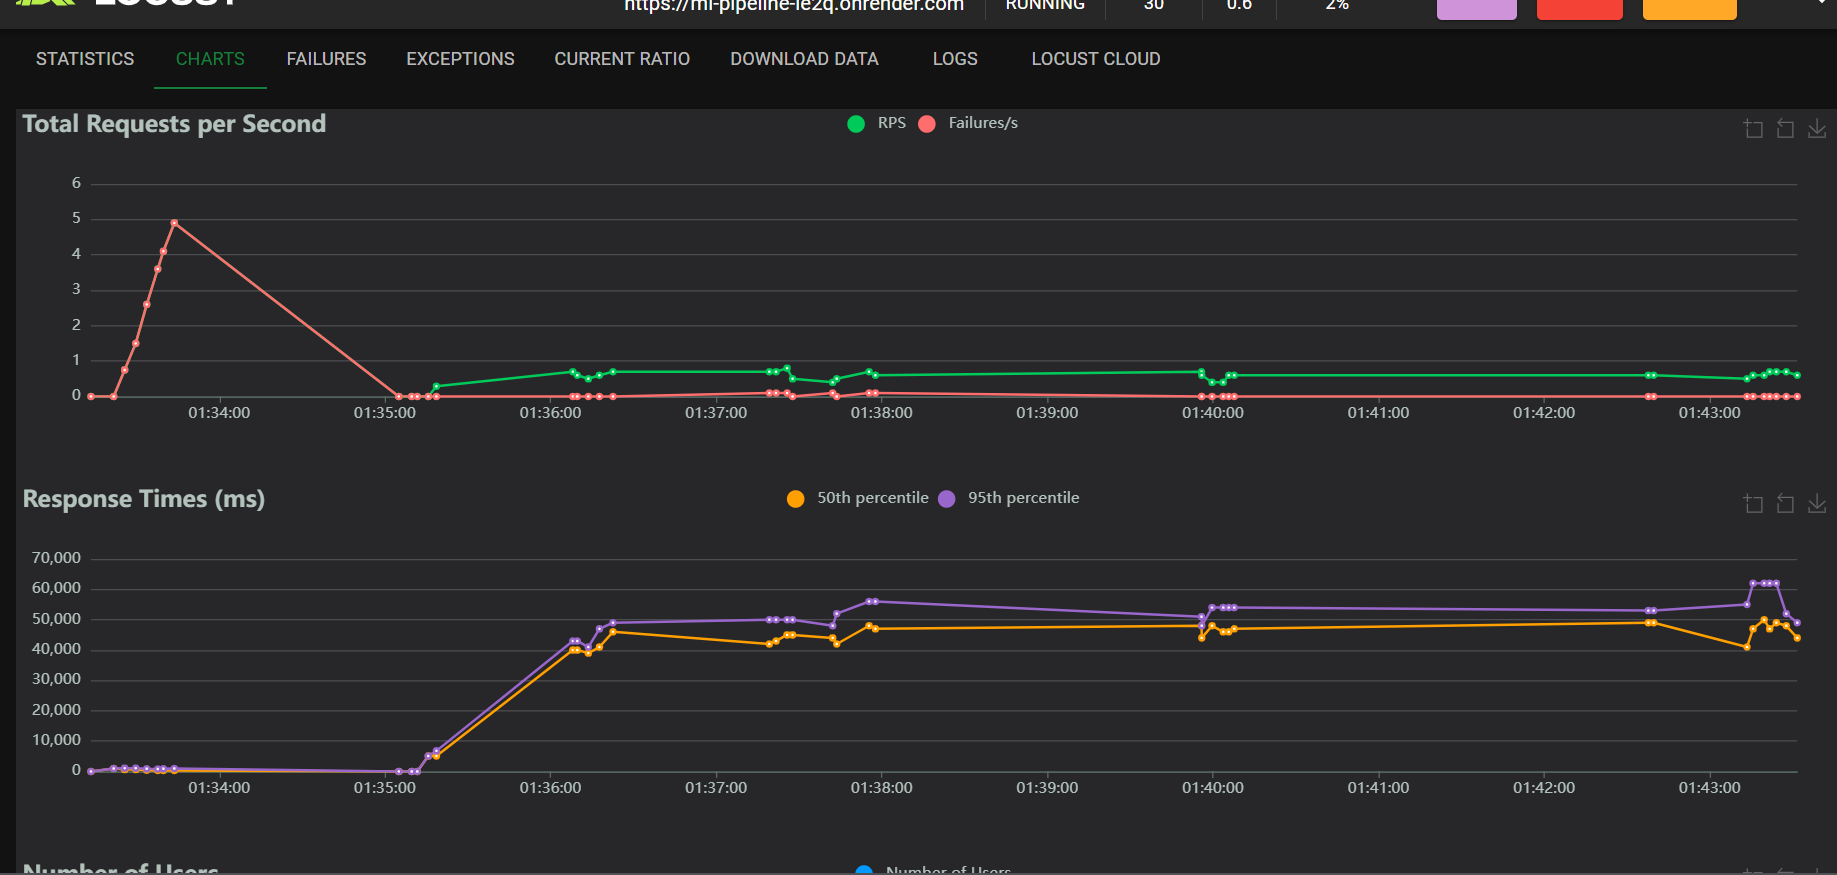 LOCUST
https://ml-pipeline-le2q.onrender.com RUNNING 30 0.6 2%
STATISTICS CHARTS FAILURES EXCEPTIONS CURRENT RATIO DOWNLOAD DATA LOGS LOCUST CLOUD
Total Requests per Second
RPS Failures/s
6
5
4
3
2
1
0
01:34:00 01:35:00 01:36:00 01:37:00 01:38:00 01:39:00 01:40:00 01:41:00 01:42:00 01:43:00
Response Times (ms)
50th percentile 95th percentile
70,000
60,000
50,000
40,000
30,000
20,000
10,000
0
01:34:00 01:35:00 01:36:00 01:37:00 01:38:00 01:39:00 01:40:00 01:41:00 01:42:00 01:43:00
Number of Users
Number of Users